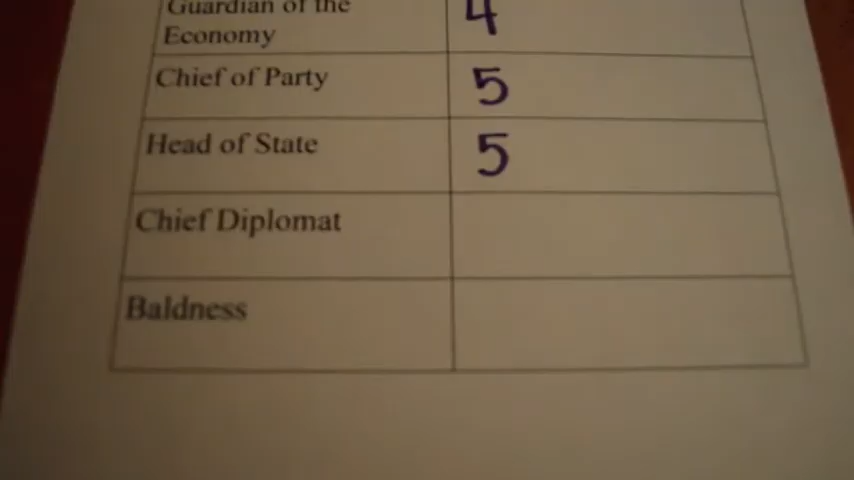 Guardian of the
Economy 4
Chief of Party 5
Head of State 5
Chief Diplomat
Baldness